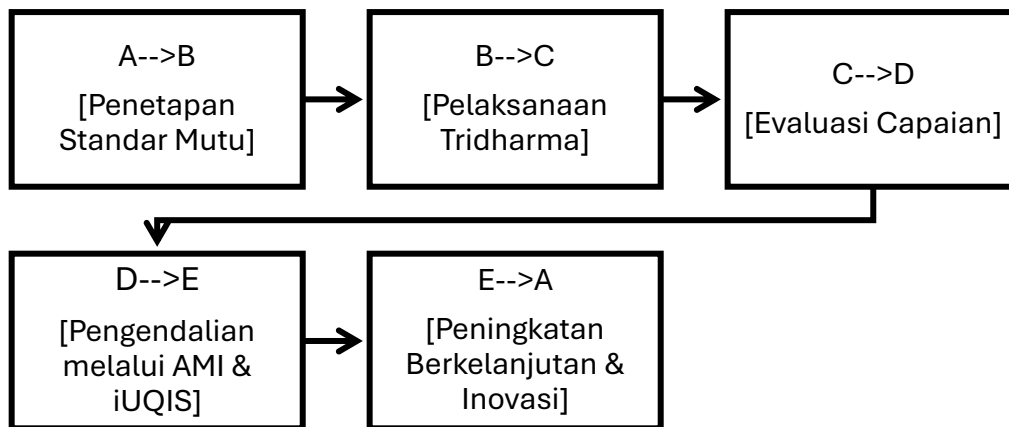 A-->B
[Penetapan
Standar Mutu]
B-->C
[Pelaksanaan
Tridharma]
C-->D
[Evaluasi Capaian]
D-->E
[Pengendalian
melalui AMI &
iUQIS]
E-->A
[Peningkatan
Berkelanjutan &
Inovasi]